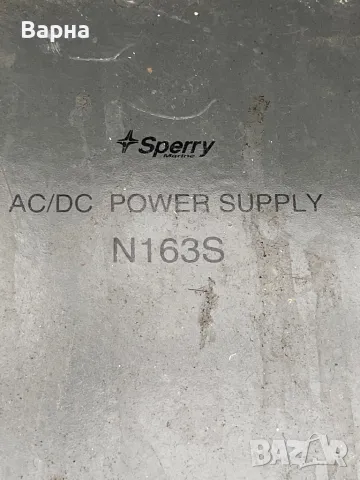 Варна
Sperry
Marine
AC/DC POWER SUPPLY
N163S
BAZAR